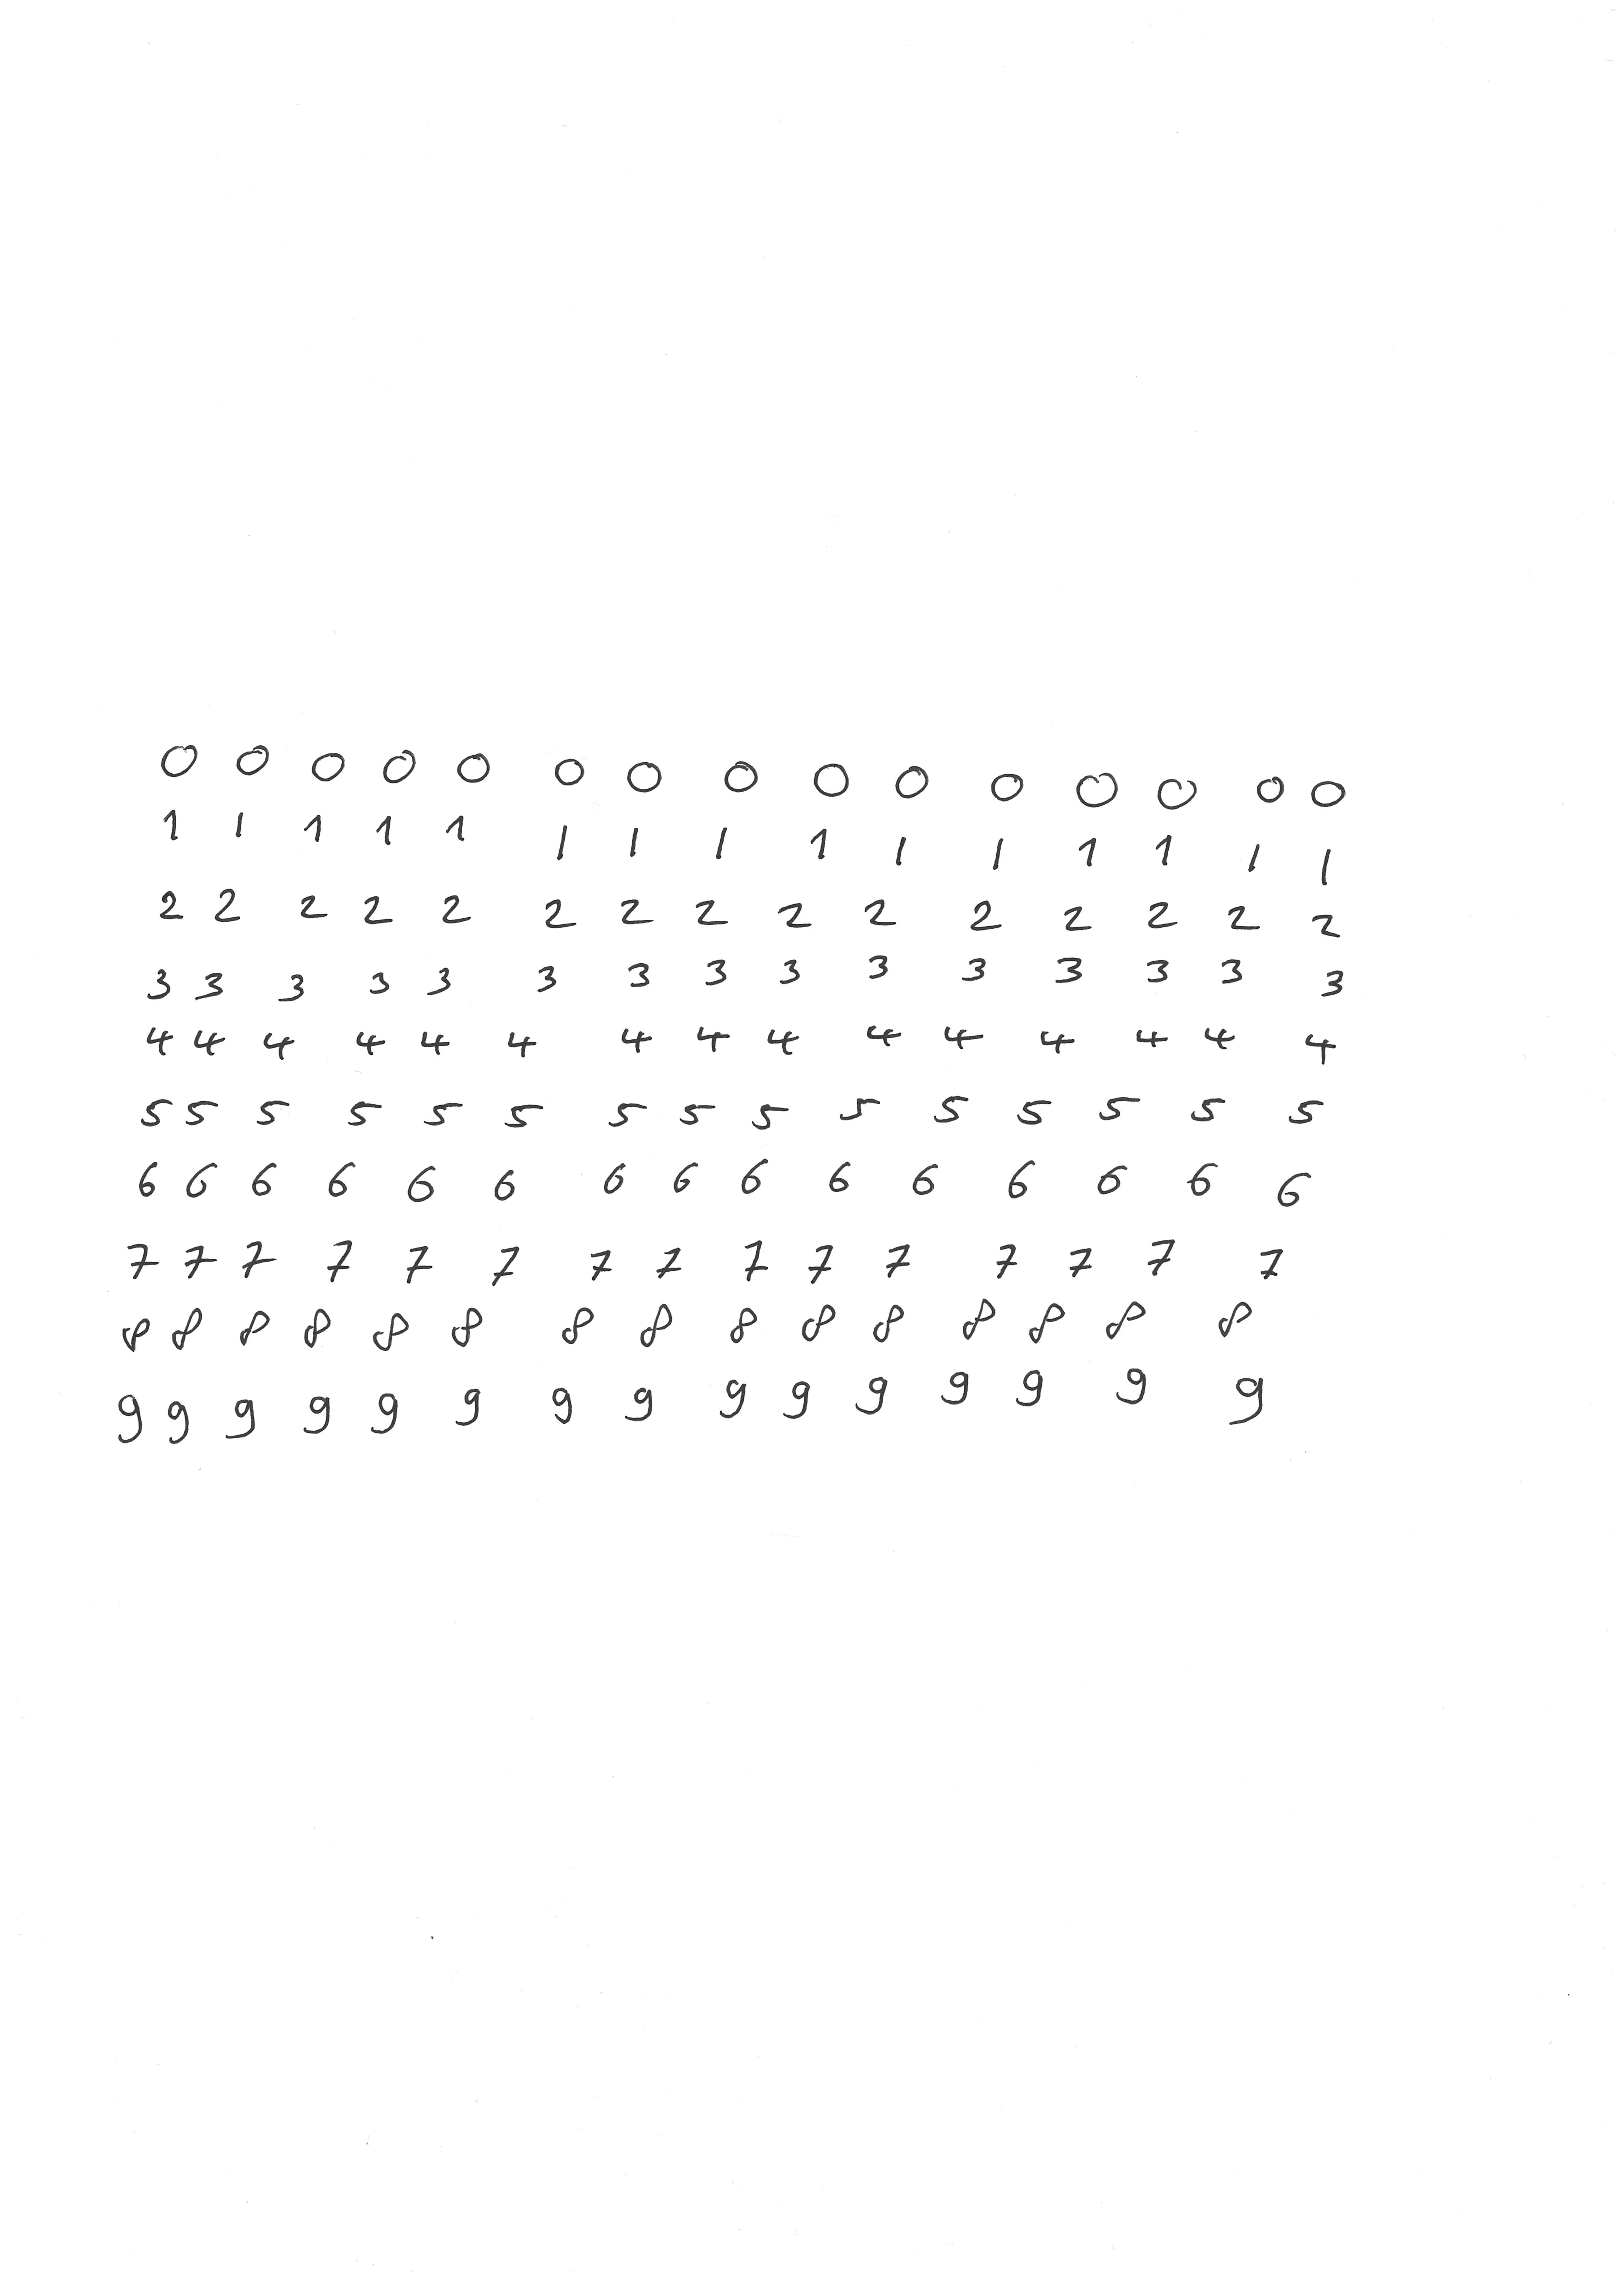 0 0 0 0 0 0 0 0 0 0 0 0 0 0 0
1 1 1 1 1 1 1 1 1 1 1 1 1 1 1
2 2 2 2 2 2 2 2 2 2 2 2 2 2 2
3 3 3 3 3 3 3 3 3 3 3 3 3 3 3
4 4 4 4 4 4 4 4 4 4 4 4 4 4 4
5 5 5 5 5 5 5 5 5 5 5 5 5 5 5
6 6 6 6 6 6 6 6 6 6 6 6 6 6 6
7 7 7 7 7 7 7 7 7 7 7 7 7 7 7
8 8 8 8 8 8 8 8 8 8 8 8 8 8 8
9 9 9 9 9 9 9 9 9 9 9 9 9 9 9